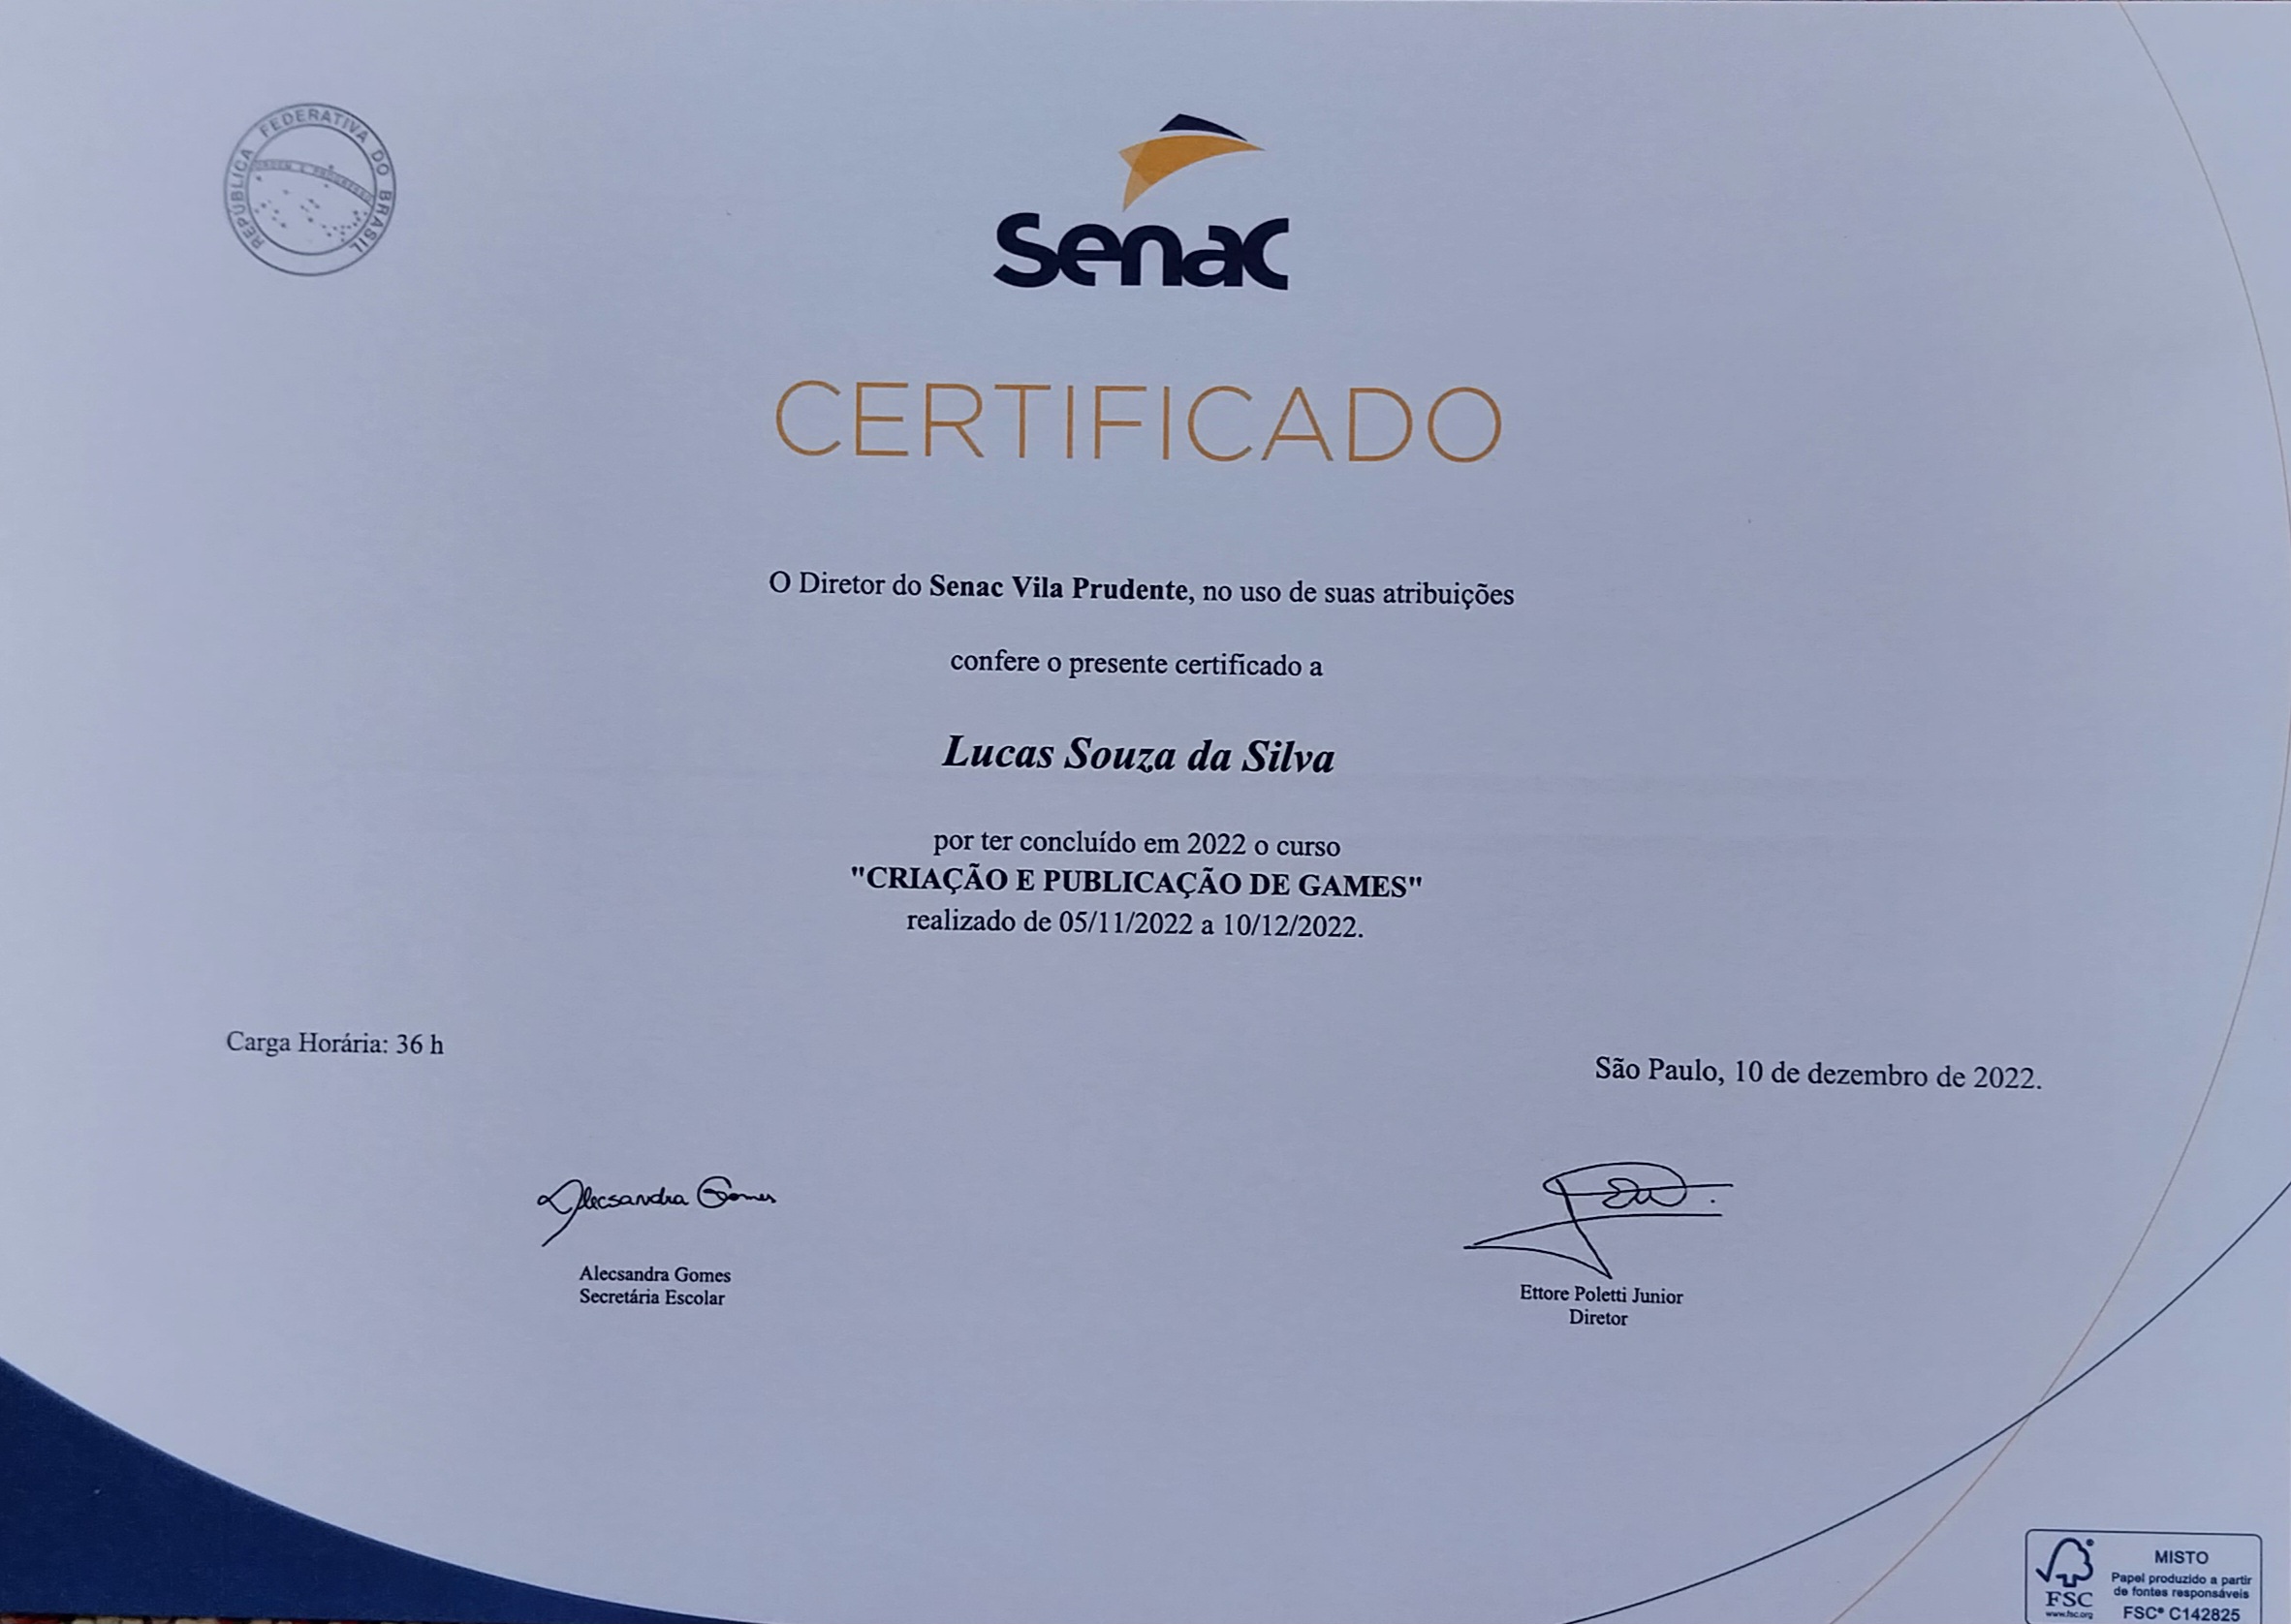 REPÚBLICA FEDERATIVA DO BRASIL
ORDEM E PROGRESSO
Senac
CERTIFICADO
O Diretor do Senac Vila Prudente, no uso de suas atribuições
confere o presente certificado a
Lucas Souza da Silva
por ter concluído em 2022 o curso
"CRIAÇÃO E PUBLICAÇÃO DE GAMES"
realizado de 05/11/2022 a 10/12/2022.
Carga Horária: 36 h
São Paulo, 10 de dezembro de 2022.
Alecsandra Gomes
Alecsandra Gomes
Secretária Escolar
Ettore Poletti Junior
Diretor
FSC
www.fsc.org
MISTO
Papel produzido a partir
de fontes responsáveis
FSC® C142825